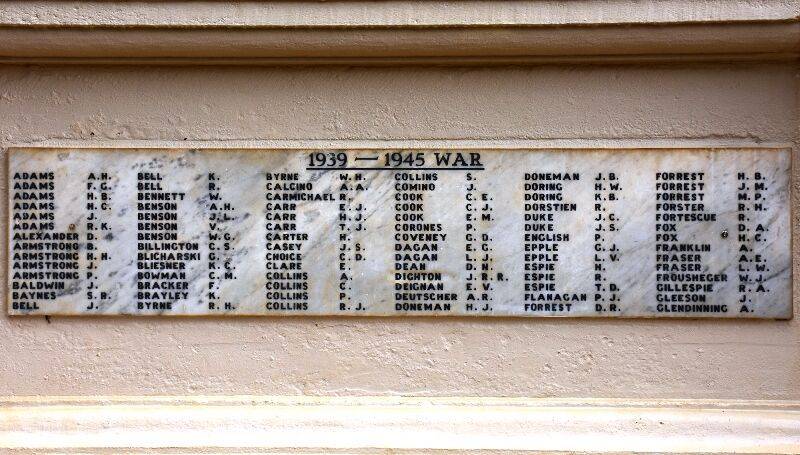 1939 — 1945 WAR
ADAMS A.H.
ADAMS F.G.
ADAMS H.B.
ADAMS H.C.
ADAMS J.
ADAMS R.K.
ALEXANDER D.
ARMSTRONG B.
ARMSTRONG H.H.
ARMSTRONG J.
ARMSTRONG P.
BALDWIN J.
BAYNES S.R.
BELL J.
BELL K.
BELL R.
BENNETT W.
BENSON A.H.
BENSON J.L.
BENSON V.
BENSON W.G.
BILLINGTON C.S.
BLICHARSKI G.
BLIESNER K.C.
BOWMAR E.M.
BRACKER F.
BRAYLEY K.
BYRNE R.H.
BYRNE W.H.
CALCINO A.A.
CARMICHAEL R.
CARR E.J.
CARR H.J.
CARR T.J.
CARTER H.
CASEY J.S.
CHOICE C.D.
CLARE E.
COLLINS A.
COLLINS C.
COLLINS P.
COLLINS R.J.
COLLINS S.
COMINO J.
COOK C.E.
COOK C.J.
COOK E.M.
CORONES P.
COVENEY G.D.
DAGAN E.C.
DAGAN L.J.
DEAN D.N.
DIGHTON J.R.R.
DEIGNAN E.V.
DEUTSCHER A.R.
DONEMAN H.J.
DONEMAN J.B.
DORING H.W.
DORING K.B.
DORSTIEN R.
DUKE J.C.
DUKE J.S.
ENGLISH P.J.
EPPLE G.J.
EPPLE L.V.
ESPIE H.
ESPIE N.
ESPIE T.D.
FLANAGAN P.J.
FORREST D.R.
FORREST H.B.
FORREST J.M.
FORREST M.P.
FORSTER R.H.
FORTESCUE R.
FOX D.A.
FOX H.C.
FRANKLIN J.
FRASER A.E.
FRASER L.W.
FROUSHEGER W.J.
GILLESPIE R.A.
GLEESON J.
GLENDINNING A.